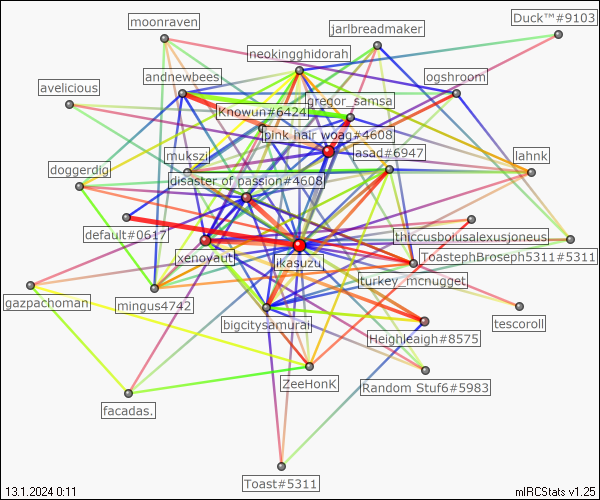 moonraven
Duck™#9103
jarlbreadmaker
neokingghidorah
andnewbees
ogshroom
avelicious
gregor_samsa
Knowun#6424
pink hair woag#4608
mukszi
lasad#6947
lahnk
doggerdig
disaster of passion#4608
default#0617
thiccusboiusalexusjoneus
xenoyaut
ikasuzu
ToastephBroseph5311#5311
turkey_mcnugget
gazpachoman
mingus4742
bigcitysamurai
tescoroll
Heighleigh#8575
ZeeHonK
Random Stuf6#5983
facadas.
Toast#5311
13.1.2024 0:11
mIRCStats v1.25